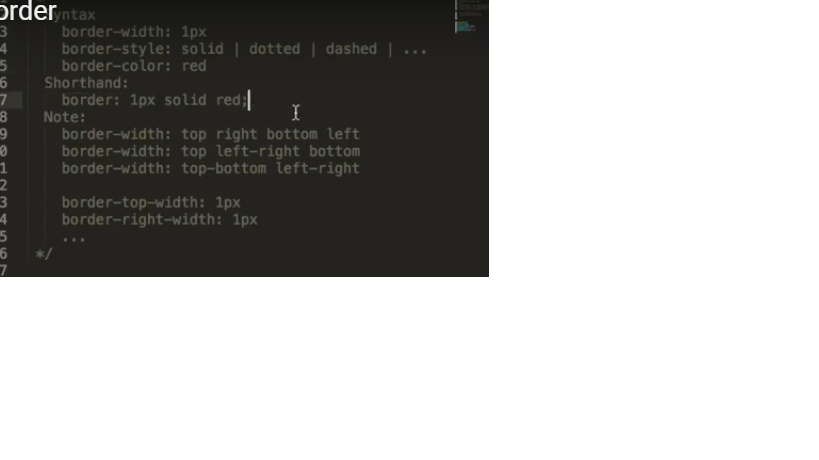 order
yntax
3 border-width: 1px
4 border-style: solid | dotted | dashed | ...
5 border-color: red
6 Shorthand:
7 border: 1px solid red;
8 Note:
9 border-width: top right bottom left
0 border-width: top left-right bottom
1 border-width: top-bottom left-right
2
3 border-top-width: 1px
4 border-right-width: 1px
5 ...
6 */
7